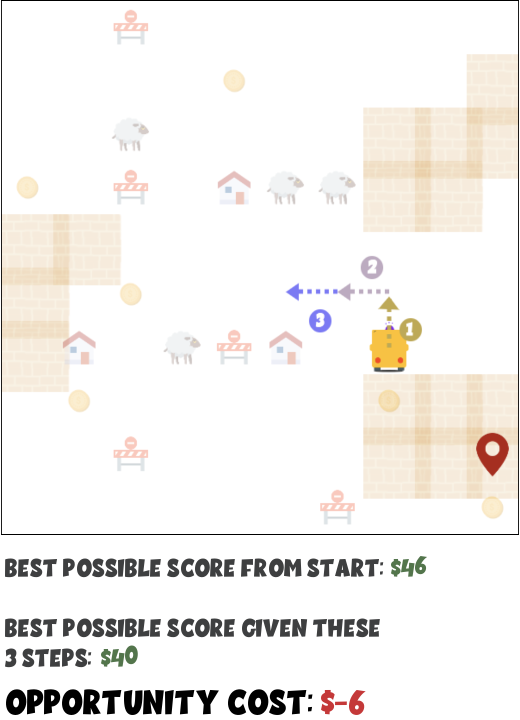 2
3
1
BEST POSSIBLE SCORE FROM START: $46
BEST POSSIBLE SCORE GIVEN THESE
3 STEPS: $40
OPPORTUNITY COST: $-6